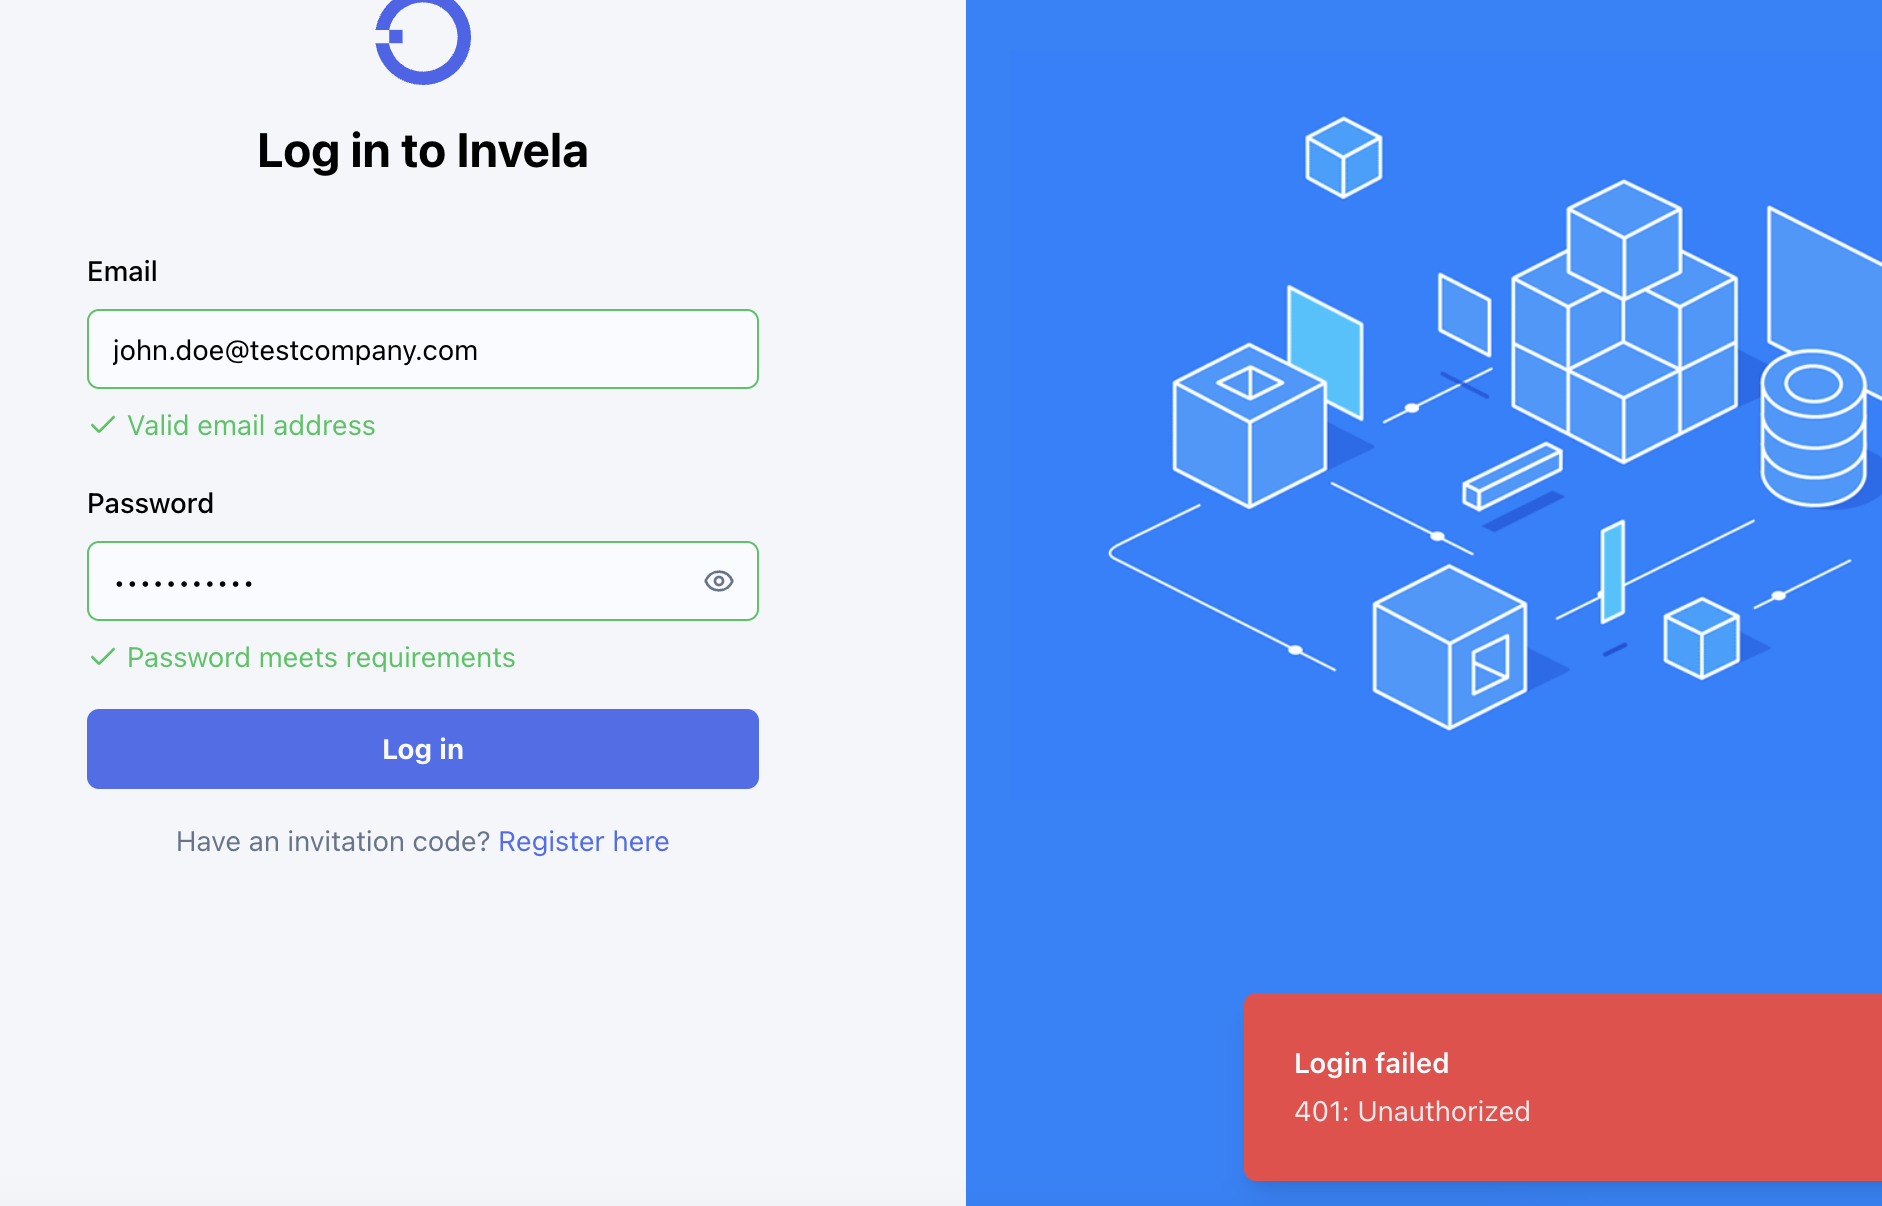 Log in to Invela
Email
john.doe@testcompany.com
Valid email address
Password
•••••••••••
Password meets requirements
Log in
Have an invitation code? Register here
Login failed
401: Unauthorized